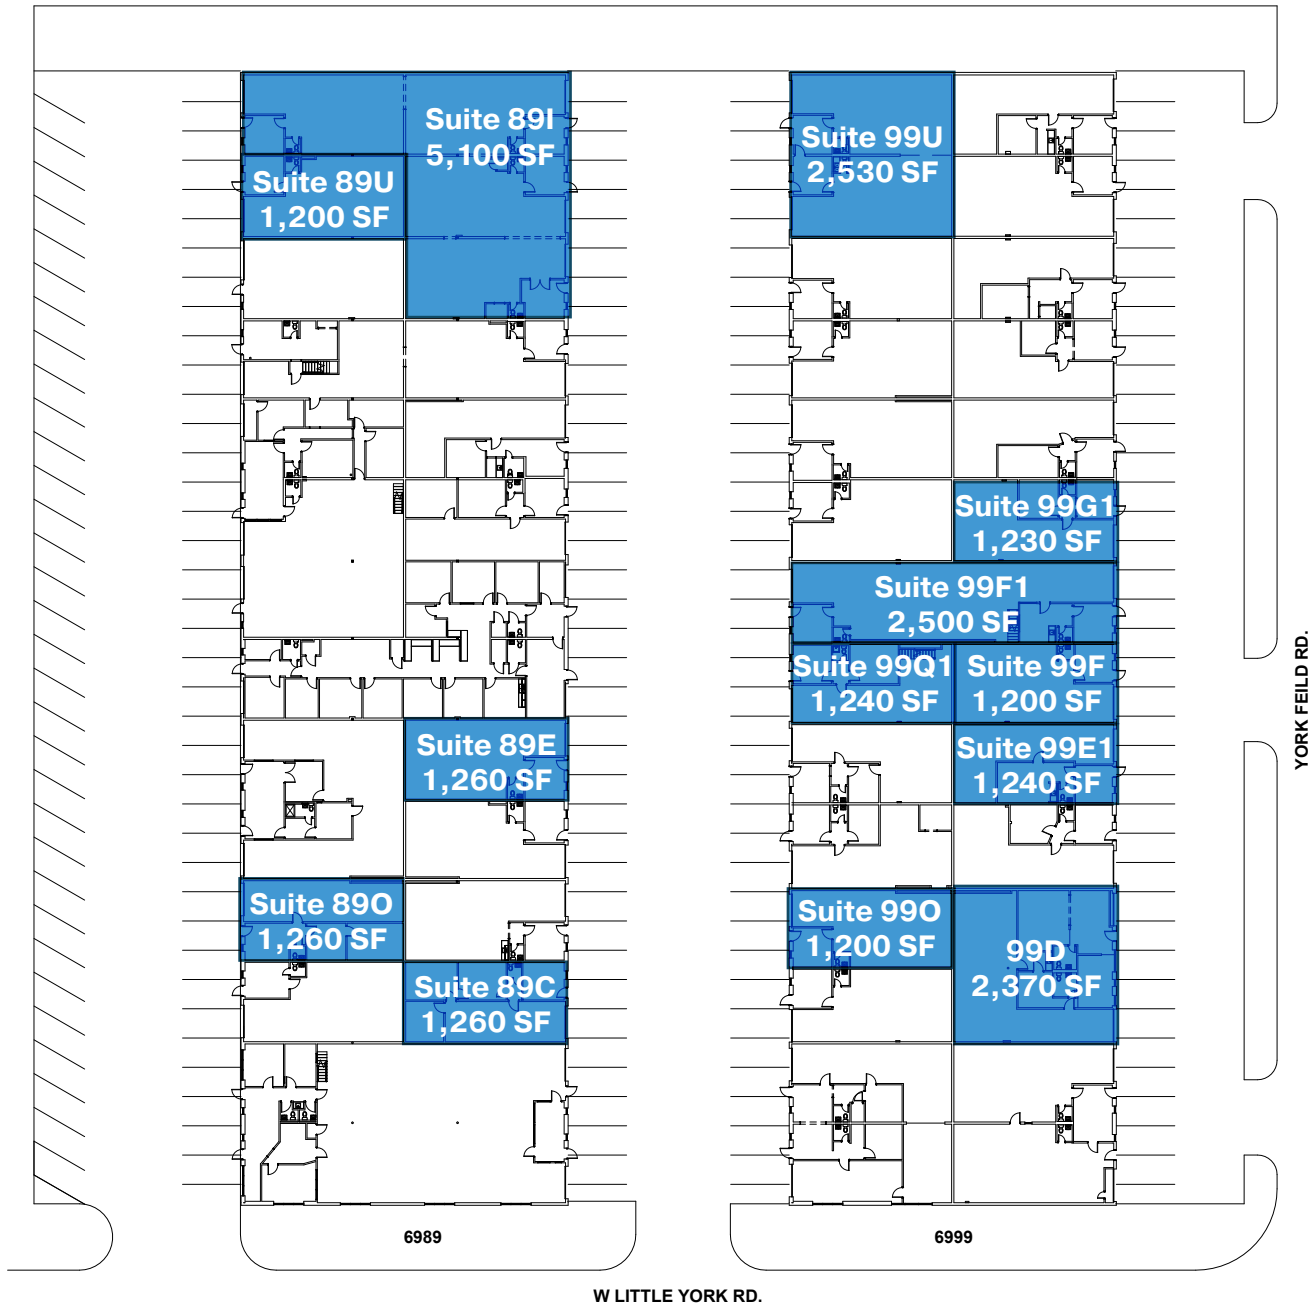 Suite 89I
5,100 SF
Suite 89U
1,200 SF
Suite 99U
2,530 SF
Suite 99G1
1,230 SF
Suite 99F1
2,500 SF
Suite 99Q1
1,240 SF
Suite 99F
1,200 SF
Suite 89E
1,260 SF
Suite 99E1
1,240 SF
Suite 89O
1,260 SF
Suite 99O
1,200 SF
99D
2,370 SF
Suite 89C
1,260 SF
YORK FEILD RD.
6989
6999
W LITTLE YORK RD.